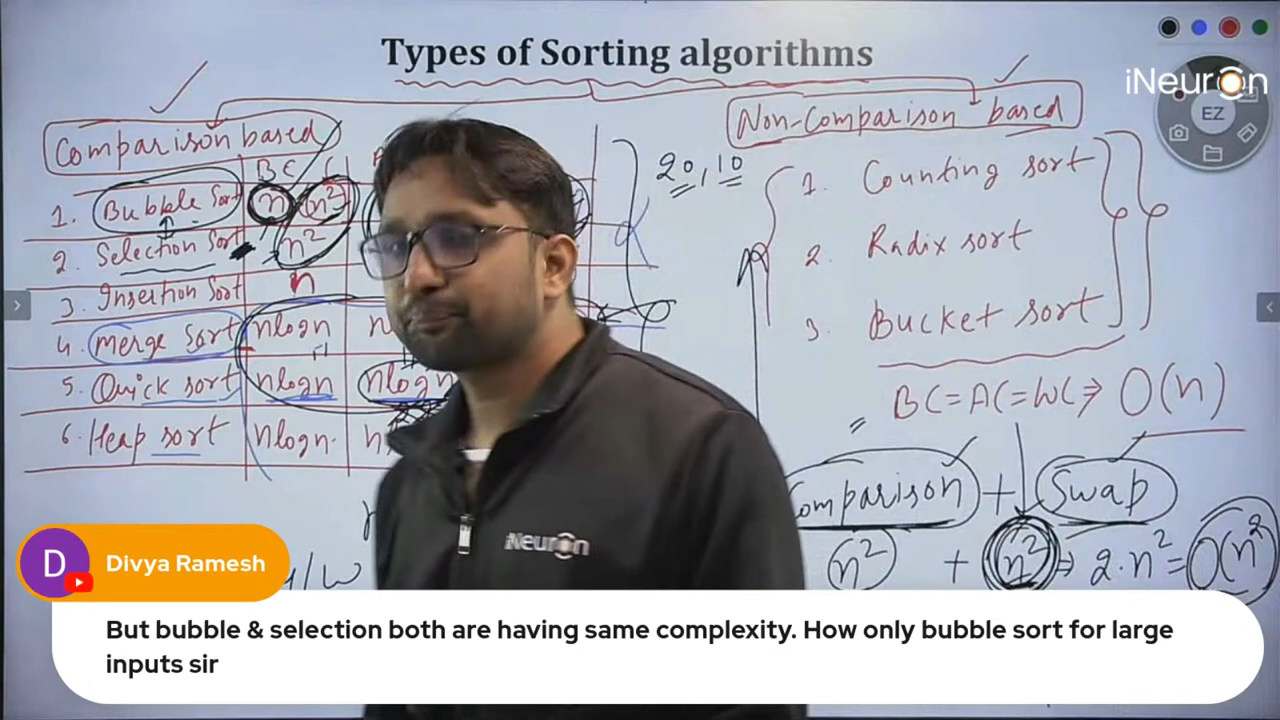 Types of Sorting algorithms
iNeuron
EZ
Comparison based
Non-Comparison based
BC
1. Bubble Sort n n²
2. Selection Sort n²
3. Insertion Sort n
4. Merge Sort nlogn
5. Quick sort nlogn nlogn
6. Heap sort nlogn
20, 10
1. Counting sort
2. Radix sort
3. Bucket sort
BC=AC=WC⇒ O(n)
Comparison + Swap
n² + n² ⇒ 2.n² = O(n²)
iNeuron
D
Divya Ramesh
But bubble & selection both are having same complexity. How only bubble sort for large
inputs sir